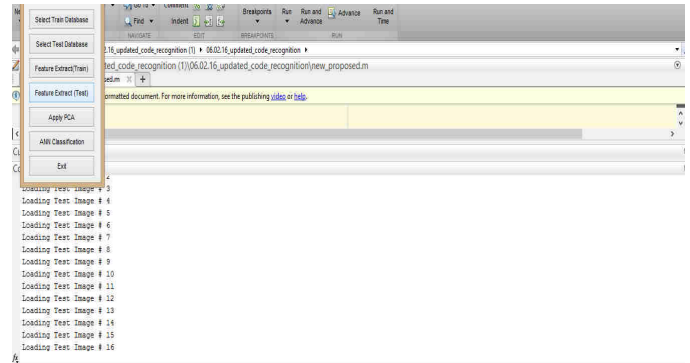 Go To Comment
Breakpoints Run Run and Advance Advance Run and Time
Find Indent
NAVIGATE EDIT BREAKPOINTS RUN
Select Train Database
Select Test Database
Feature Extract(Train)
Feature Extract (Test)
Apply PCA
ANN Classification
Exit
2.16_updated_code_recognition (1) 06.02.16_updated_code_recognition
ted_code_recognition (1)\06.02.16_updated_code_recognition\new_proposed.m
sed.m
ormatted document. For more information, see the publishing video or help.
2
Loading Test Image # 3
Loading Test Image # 4
Loading Test Image # 5
Loading Test Image # 6
Loading Test Image # 7
Loading Test Image # 8
Loading Test Image # 9
Loading Test Image # 10
Loading Test Image # 11
Loading Test Image # 12
Loading Test Image # 13
Loading Test Image # 14
Loading Test Image # 15
Loading Test Image # 16
fx